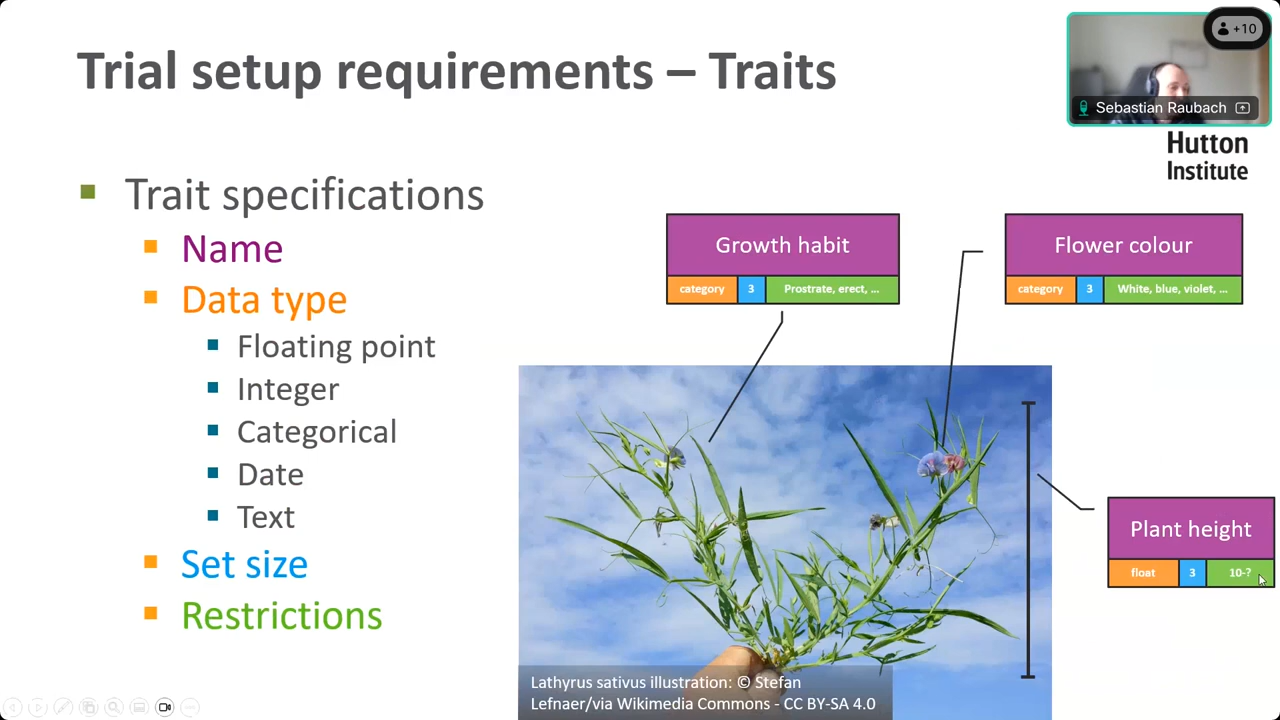 Trial setup requirements – Traits
+10
Sebastian Raubach
Hutton
Institute
Trait specifications
Name
Data type
Floating point
Integer
Categorical
Date
Text
Set size
Restrictions
Growth habit
category 3 Prostrate, erect, ...
Flower colour
category 3 White, blue, violet, ...
Plant height
float 3 10-?
Lathyrus sativus illustration: © Stefan
Lefnaer/via Wikimedia Commons - CC BY-SA 4.0